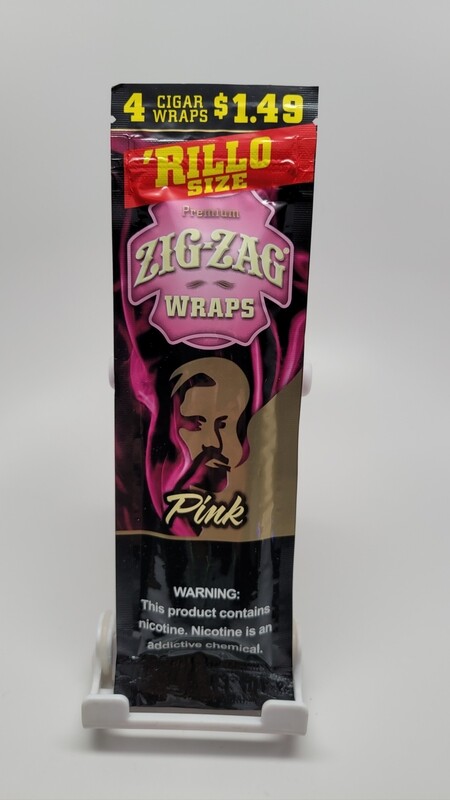 4 CIGAR WRAPS $1.49
'RILLO
SIZE
Premium
ZIG-ZAG
WRAPS
Pink
WARNING:
This product contains
nicotine. Nicotine is an
addictive chemical.